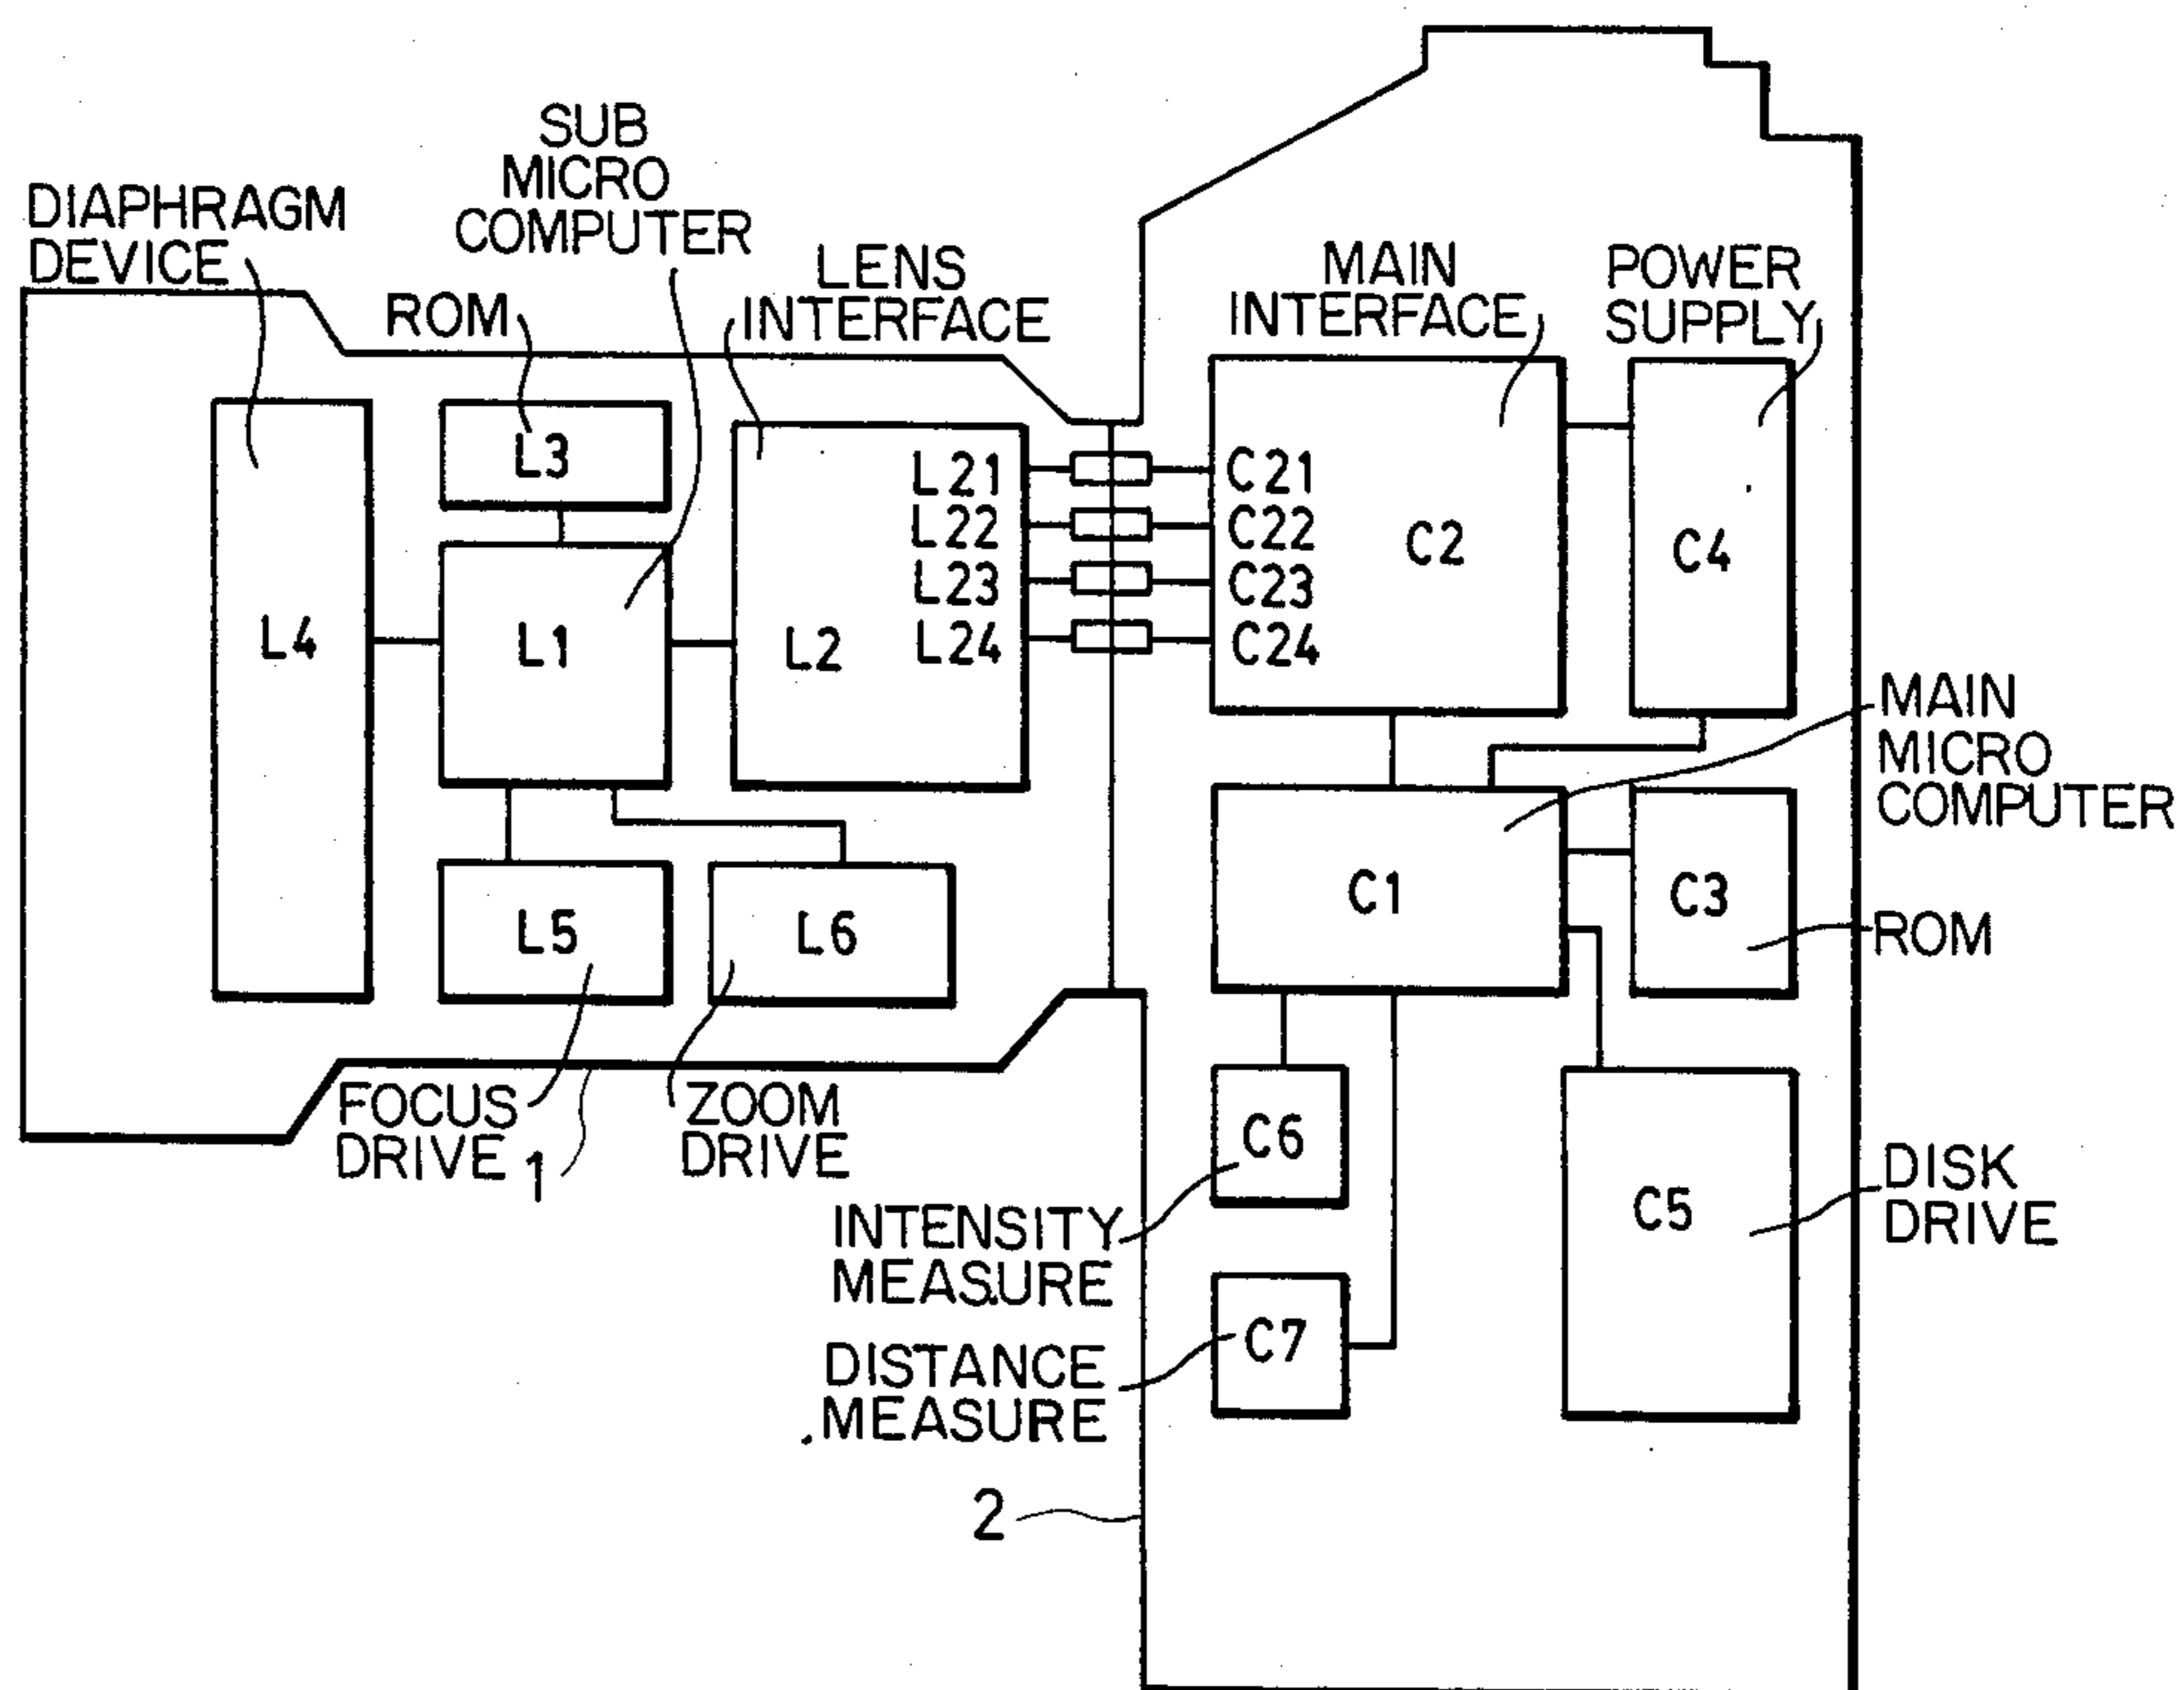 SUB
MICRO
COMPUTER
DIAPHRAGM
DEVICE
ROM
LENS
INTERFACE
MAIN
INTERFACE
POWER
SUPPLY
L3
L21
L22
L23
L24
C21
C22
C23
C24
C2
C4
L4
L1
L2
MAIN
MICRO
COMPUTER
C1
C3
ROM
L5
L6
FOCUS
DRIVE
1
ZOOM
DRIVE
C6
C5
DISK
DRIVE
INTENSITY
MEASURE
C7
DISTANCE
MEASURE
2